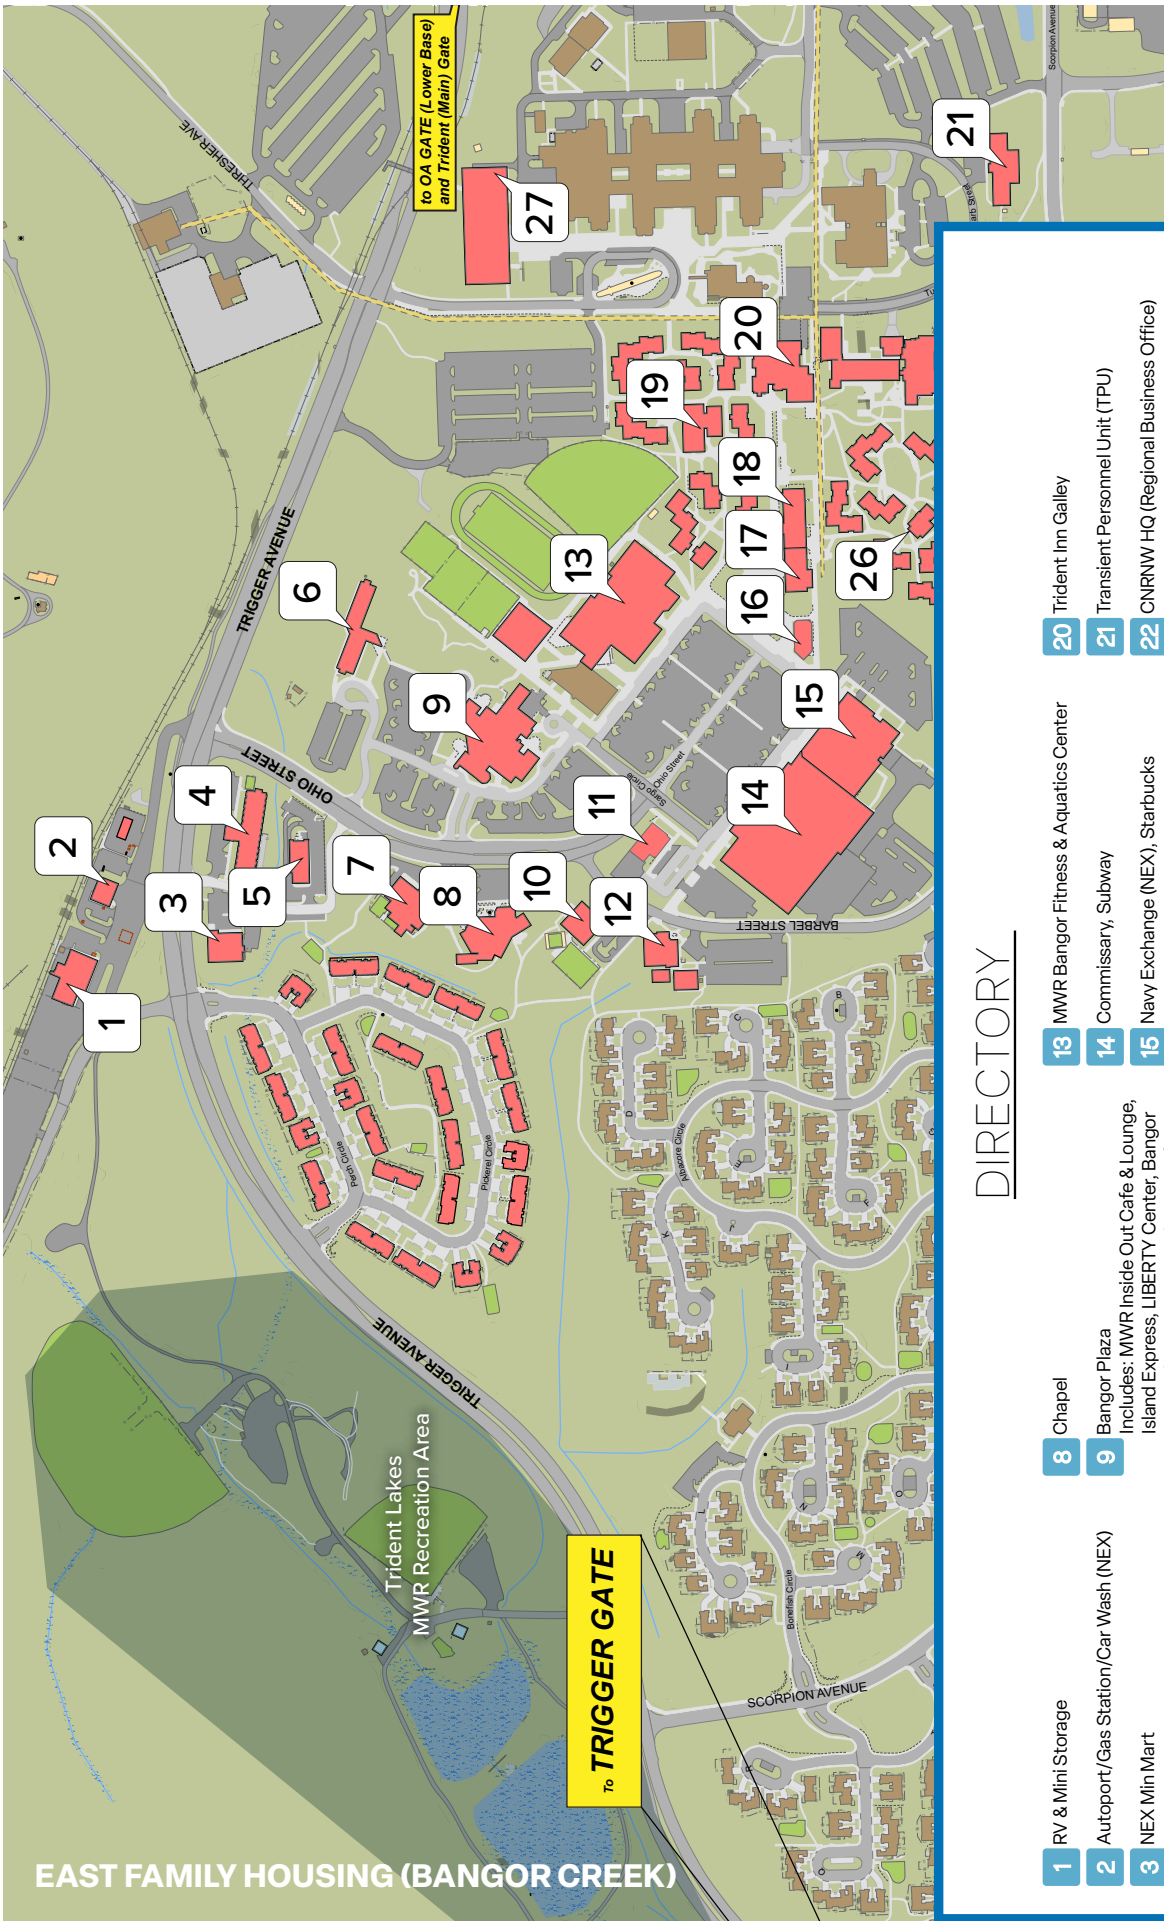 THRESHER AVE
to OA GATE (Lower Base)
and Trident (Main) Gate
Scorpion Avenue
21
27
TRIGGER AVENUE
20
19
18
17
16
26
13
6
9
15
14
OHIO STREET
Sargo Circle
Ohio Street
11
2
4
3
5
7
8
10
12
1
BARBEL STREET
Perch Circle
Pickerel Circle
Albacore Circle
A
B
C
D
E
F
K
J
I
L
M
N
O
R
Q
TRIGGER AVENUE
Trident Lakes
MWR Recreation Area
To TRIGGER GATE
Bonefish Circle
SCORPION AVENUE
EAST FAMILY HOUSING (BANGOR CREEK)
DIRECTORY
1 RV & Mini Storage
2 Autoport/Gas Station/Car Wash (NEX)
3 NEX Min Mart
8 Chapel
9 Bangor Plaza
Includes: MWR Inside Out Cafe & Lounge,
Island Express, LIBERTY Center, Bangor
13 MWR Bangor Fitness & Aquatics Center
14 Commissary, Subway
15 Navy Exchange (NEX), Starbucks
20 Trident Inn Galley
21 Transient Personnel Unit (TPU)
22 CNRNW HQ (Regional Business Office)